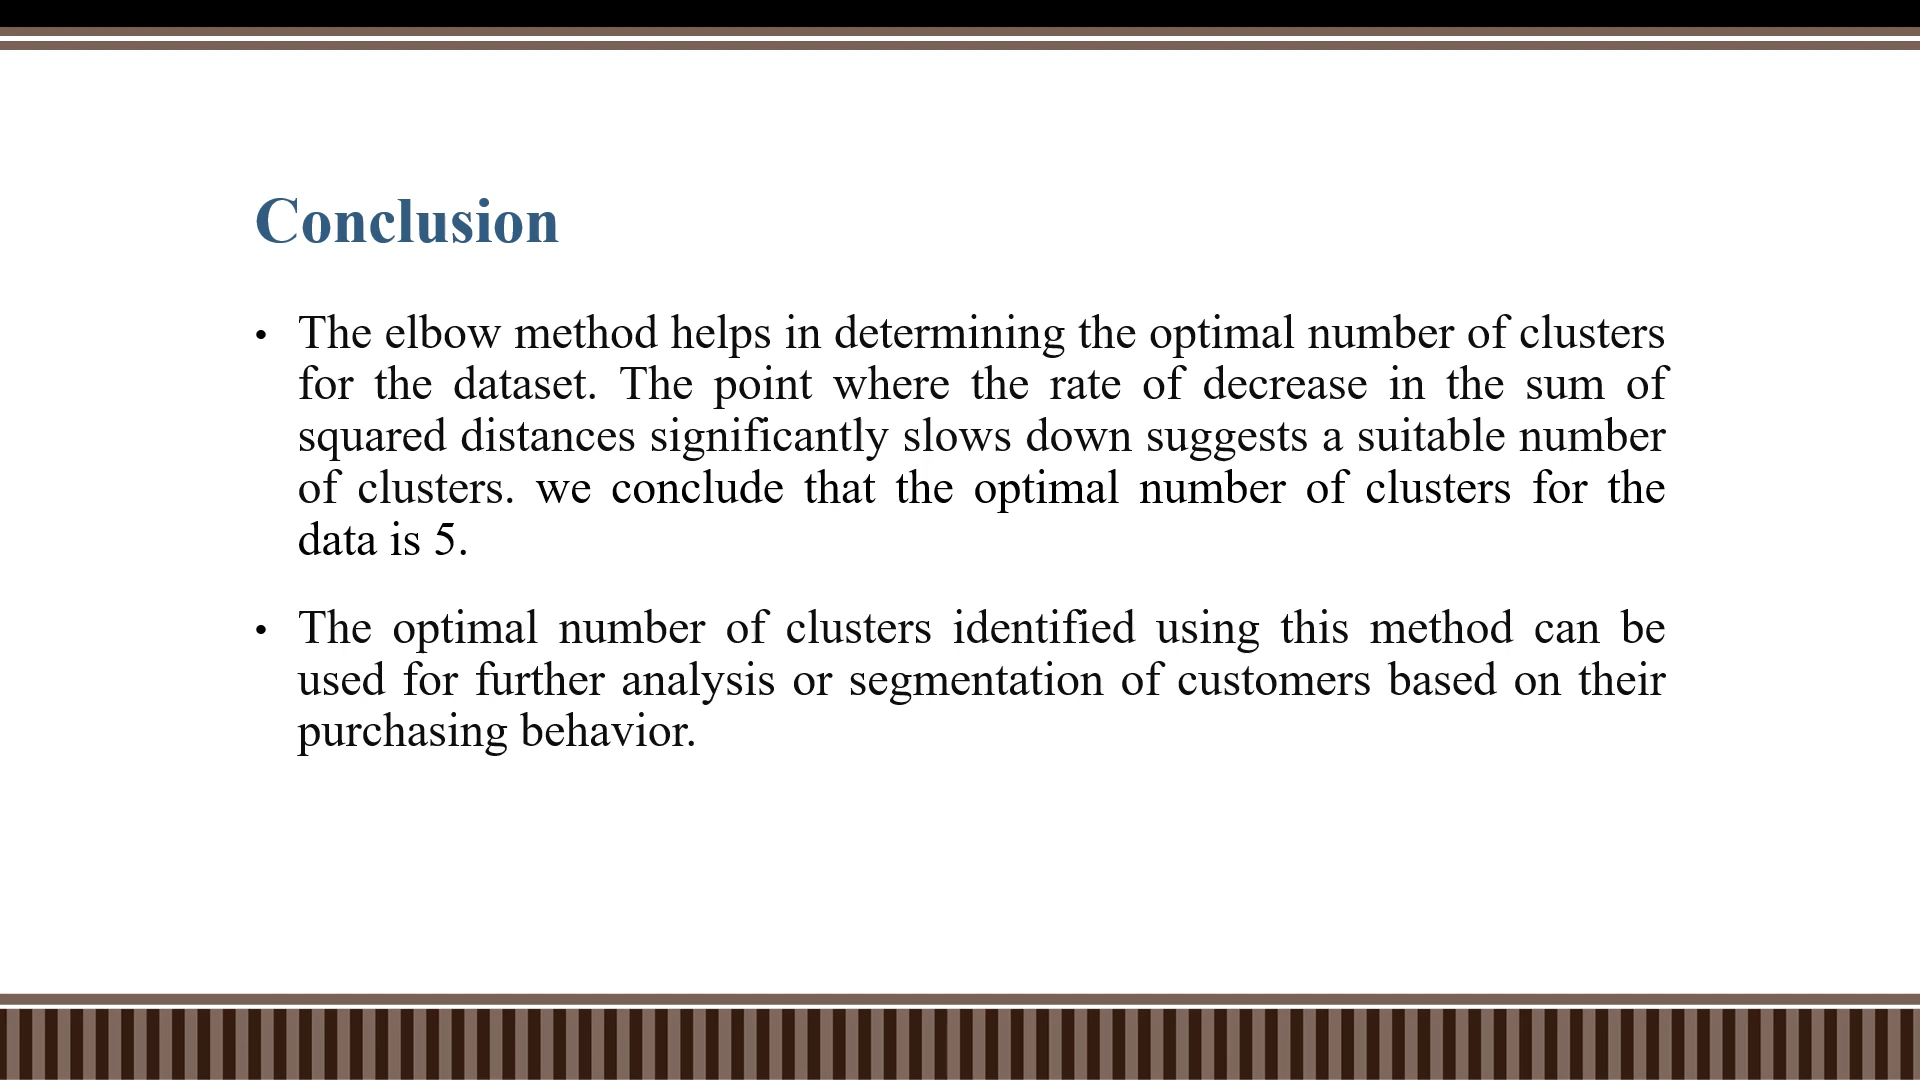 Conclusion
• The elbow method helps in determining the optimal number of clusters
for the dataset. The point where the rate of decrease in the sum of
squared distances significantly slows down suggests a suitable number
of clusters. we conclude that the optimal number of clusters for the
data is 5.
• The optimal number of clusters identified using this method can be
used for further analysis or segmentation of customers based on their
purchasing behavior.